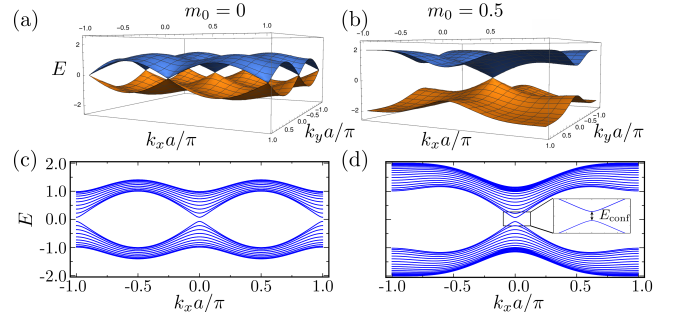 (a) m₀ = 0 (b) m₀ = 0.5
-1.0 -0.5 0.0 0.5 1.0 -1.0 -0.5 0.0 0.5 1.0
2 2
E 0 0
-2 -2
kₓa/π 1.0 0.5 0.0 -0.5 -1.0 k_y a/π kₓa/π 1.0 0.5 0.0 -0.5 -1.0 k_y a/π
(c) (d)
2.0
1.0
E 0.0
-1.0
-2.0
E_conf
-1.0 -0.5 0.0 0.5 1.0 -1.0 -0.5 0.0 0.5 1.0
kₓa/π kₓa/π